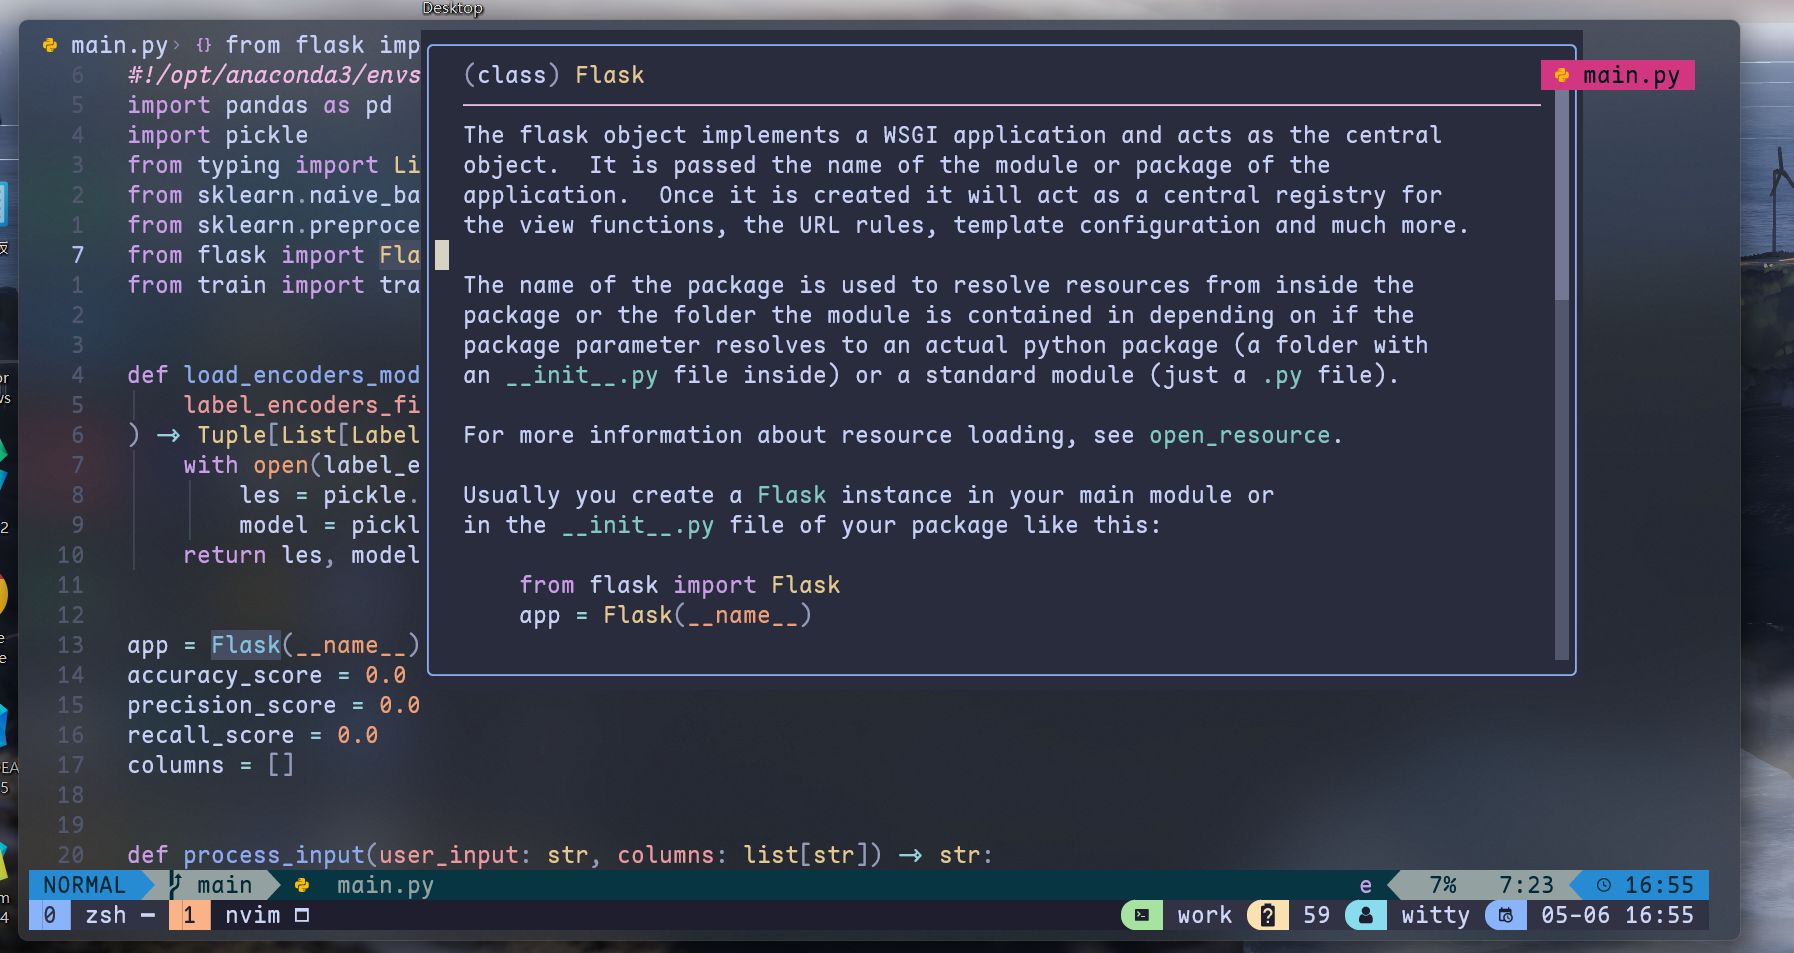 Desktop
main.py › {} from flask imp
6 #!/opt/anaconda3/envs
5 import pandas as pd
4 import pickle
3 from typing import Li
2 from sklearn.naive_ba
1 from sklearn.preproce
7 from flask import Fla
1 from train import tra
2
3
4 def load_encoders_mod
5 label_encoders_fi
6 ) → Tuple[List[Label
7 with open(label_e
8 les = pickle.
9 model = pickl
10 return les, model
11
12
13 app = Flask(__name__)
14 accuracy_score = 0.0
15 precision_score = 0.0
16 recall_score = 0.0
17 columns = []
18
19
20 def process_input(user_input: str, columns: list[str]) → str:
(class) Flask
The flask object implements a WSGI application and acts as the central
object.  It is passed the name of the module or package of the
application.  Once it is created it will act as a central registry for
the view functions, the URL rules, template configuration and much more.
The name of the package is used to resolve resources from inside the
package or the folder the module is contained in depending on if the
package parameter resolves to an actual python package (a folder with
an __init__.py file inside) or a standard module (just a .py file).
For more information about resource loading, see open_resource.
Usually you create a Flask instance in your main module or
in the __init__.py file of your package like this:
from flask import Flask
app = Flask(__name__)
main.py
NORMAL main main.py e 7% 7:23 16:55
0 zsh – 1 nvim work 59 witty 05-06 16:55